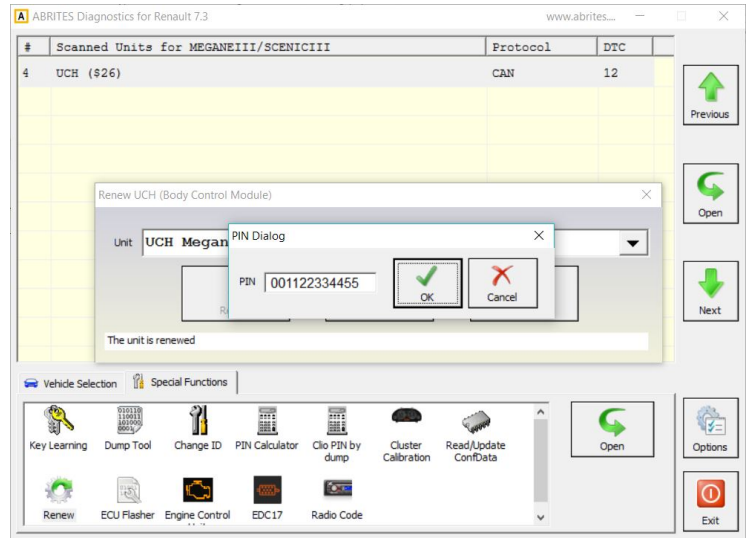 A ABRITES Diagnostics for Renault 7.3 www.abrites....
# Scanned Units for MEGANEIII/SCENICIII Protocol DTC
4 UCH ($26) CAN 12
Previous
Open
Next
Renew UCH (Body Control Module)
Unit UCH Megan
PIN Dialog
PIN 001122334455
OK
Cancel
The unit is renewed
Vehicle Selection
Special Functions
Key Learning
Dump Tool
Change ID
PIN Calculator
Clio PIN by
dump
Cluster
Calibration
Read/Update
ConfData
Renew
ECU Flasher
Engine Control
EDC17
Radio Code
Open
Options
Exit